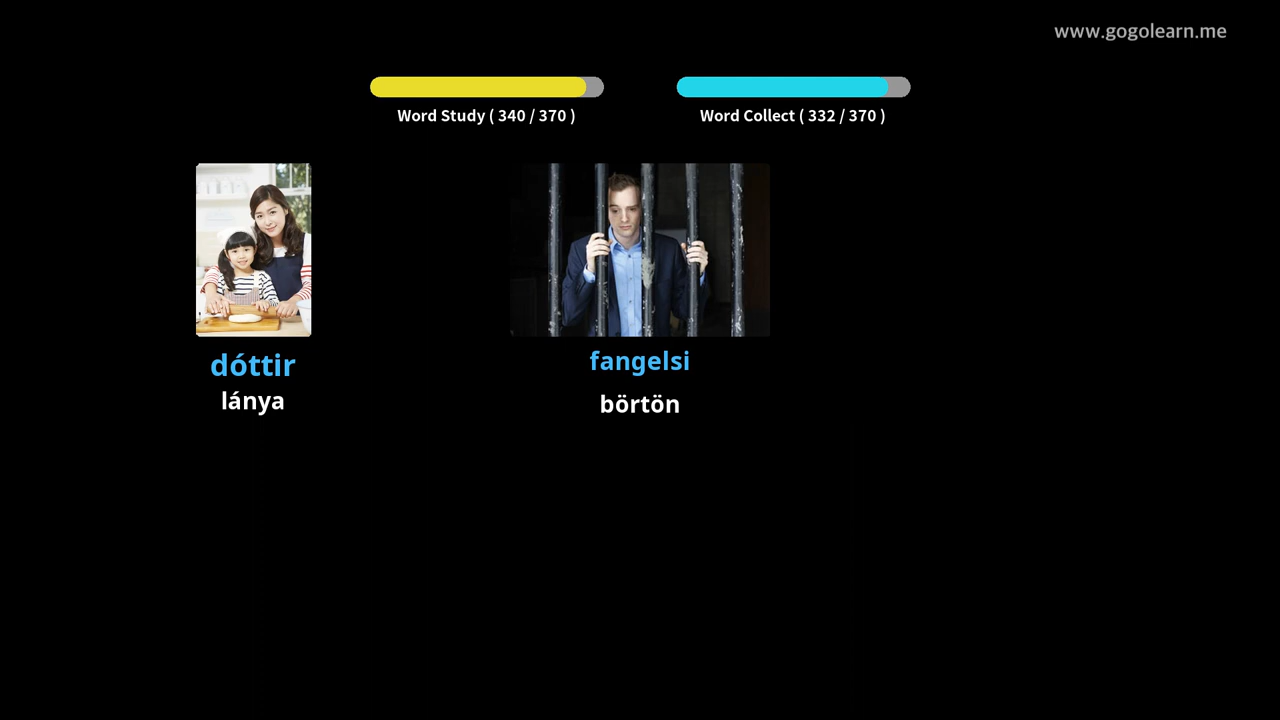 www.gogolearn.me
Word Study ( 340 / 370 )
Word Collect ( 332 / 370 )
dóttir
lánya
fangelsi
börtön